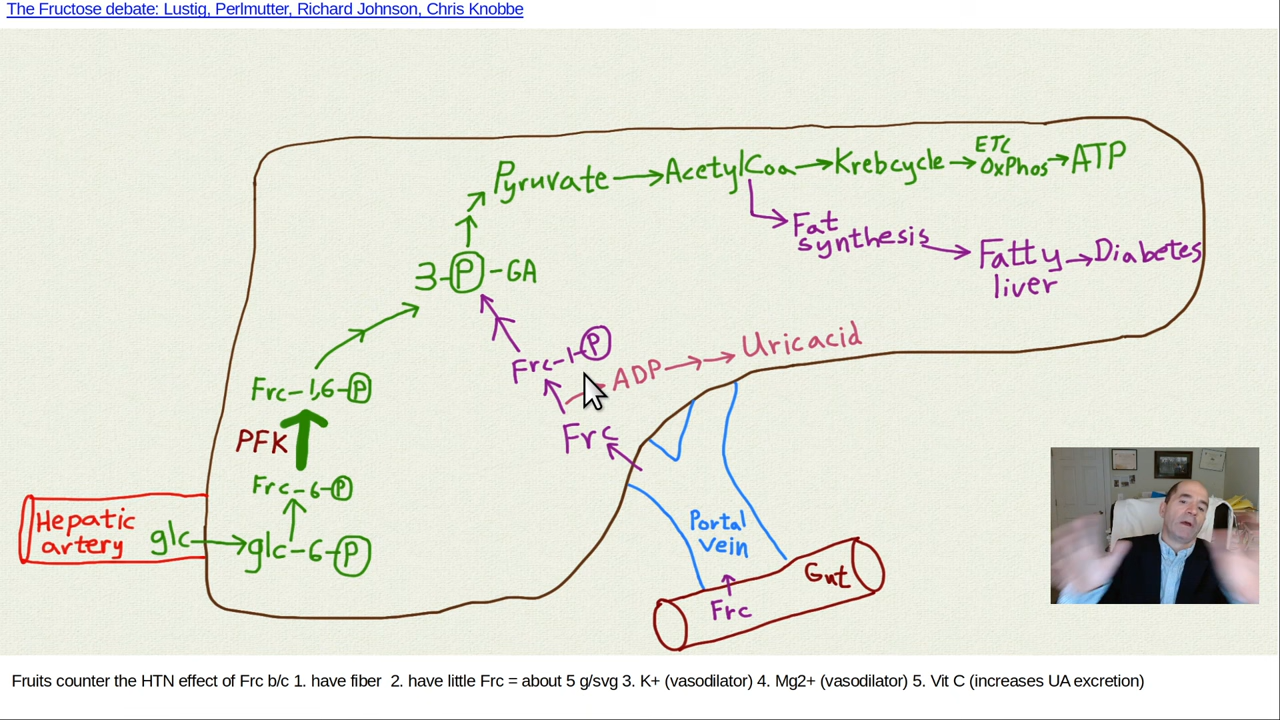 The Fructose debate: Lustig, Perlmutter, Richard Johnson, Chris Knobbe
Pyruvate → AcetylCoa → Krebcycle → ETC OxPhos → ATP
Fat
synthesis → Fatty
liver → Diabetes
3-P-GA
Frc-1-P
ADP →→ Uric acid
Frc
Frc-1,6-P
PFK
Frc-6-P
Hepatic
artery
glc → glc-6-P
Portal
vein
Gut
Frc
Fruits counter the HTN effect of Frc b/c 1. have fiber 2. have little Frc = about 5 g/svg 3. K+ (vasodilator) 4. Mg2+ (vasodilator) 5. Vit C (increases UA excretion)